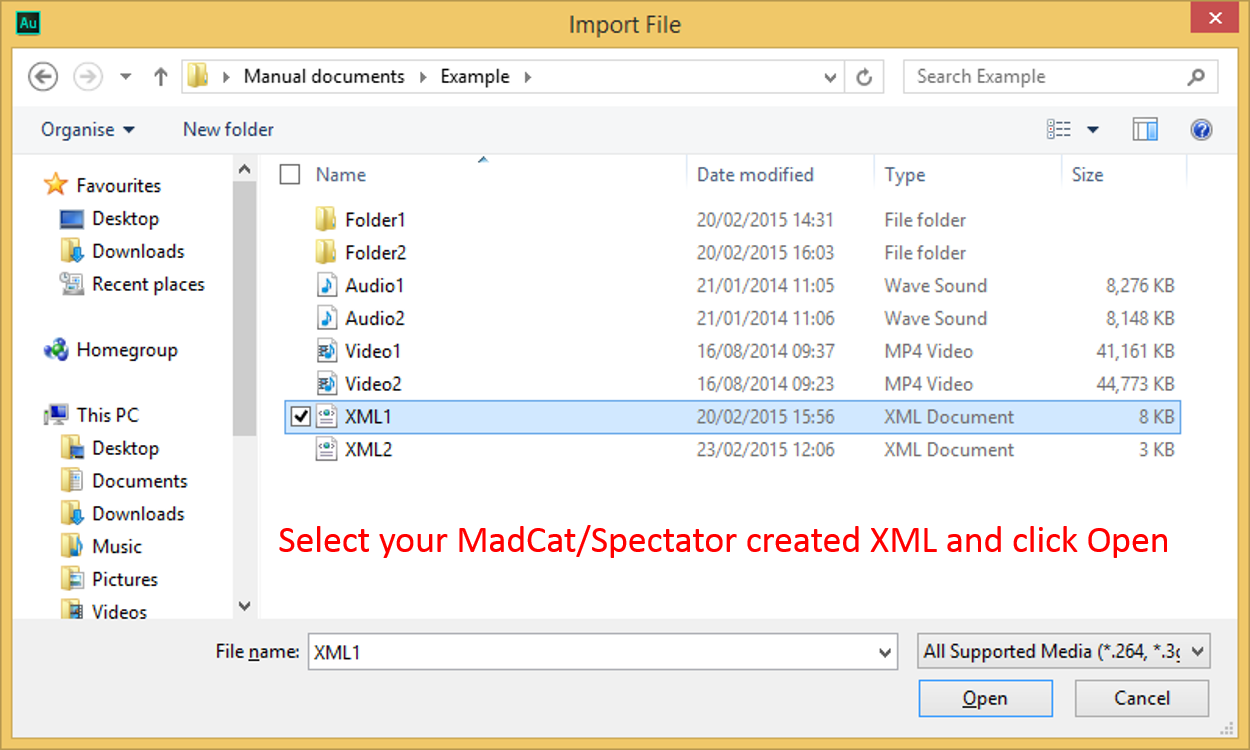 Au Import File
Manual documents Example Search Example
Organise New folder
Favourites
Desktop
Downloads
Recent places
Homegroup
This PC
Desktop
Documents
Downloads
Music
Pictures
Videos
Name Date modified Type Size
Folder1 20/02/2015 14:31 File folder
Folder2 20/02/2015 16:03 File folder
Audio1 21/01/2014 11:05 Wave Sound 8,276 KB
Audio2 21/01/2014 11:06 Wave Sound 8,148 KB
Video1 16/08/2014 09:37 MP4 Video 41,161 KB
Video2 16/08/2014 09:23 MP4 Video 44,773 KB
XML1 20/02/2015 15:56 XML Document 8 KB
XML2 23/02/2015 12:06 XML Document 3 KB
Select your MadCat/Spectator created XML and click Open
File name: XML1 All Supported Media (*.264, *.3g
Open Cancel